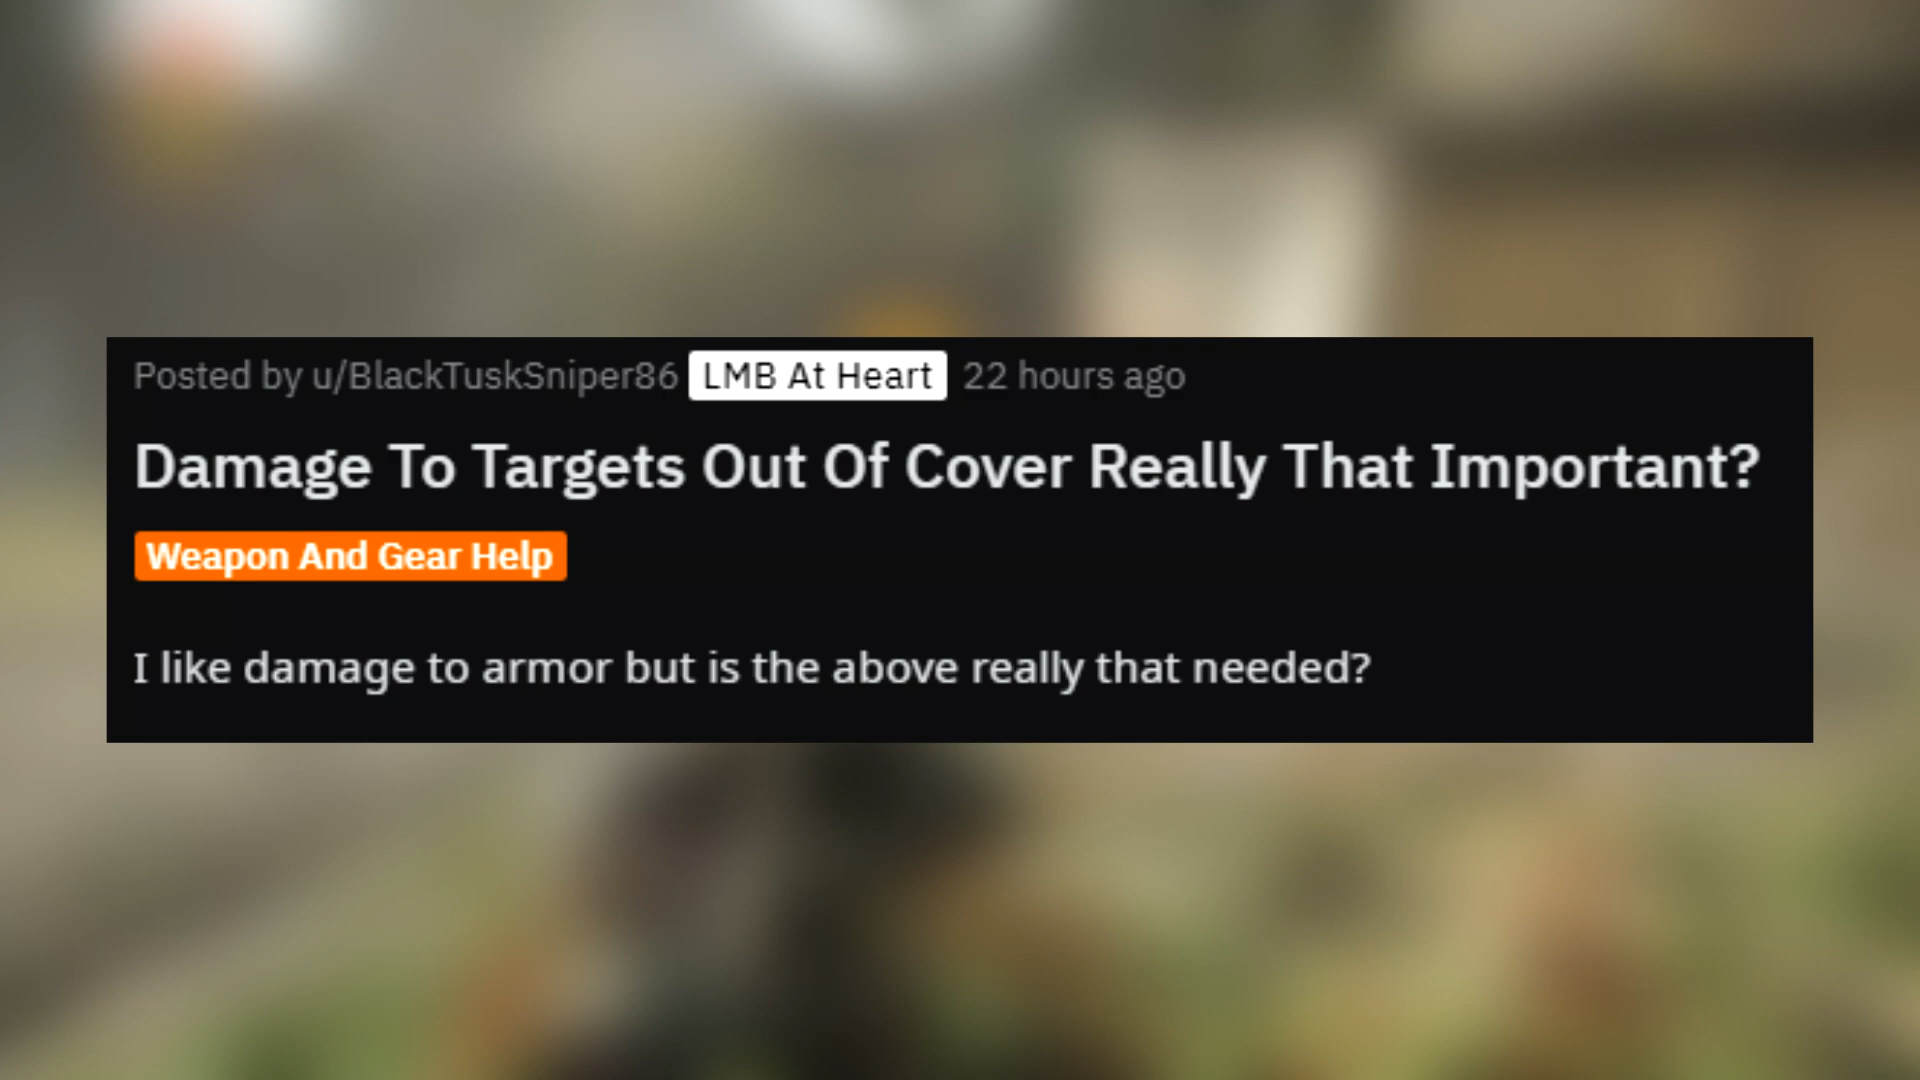 Posted by u/BlackTuskSniper86 LMB At Heart 22 hours ago
Damage To Targets Out Of Cover Really That Important?
Weapon And Gear Help
I like damage to armor but is the above really that needed?